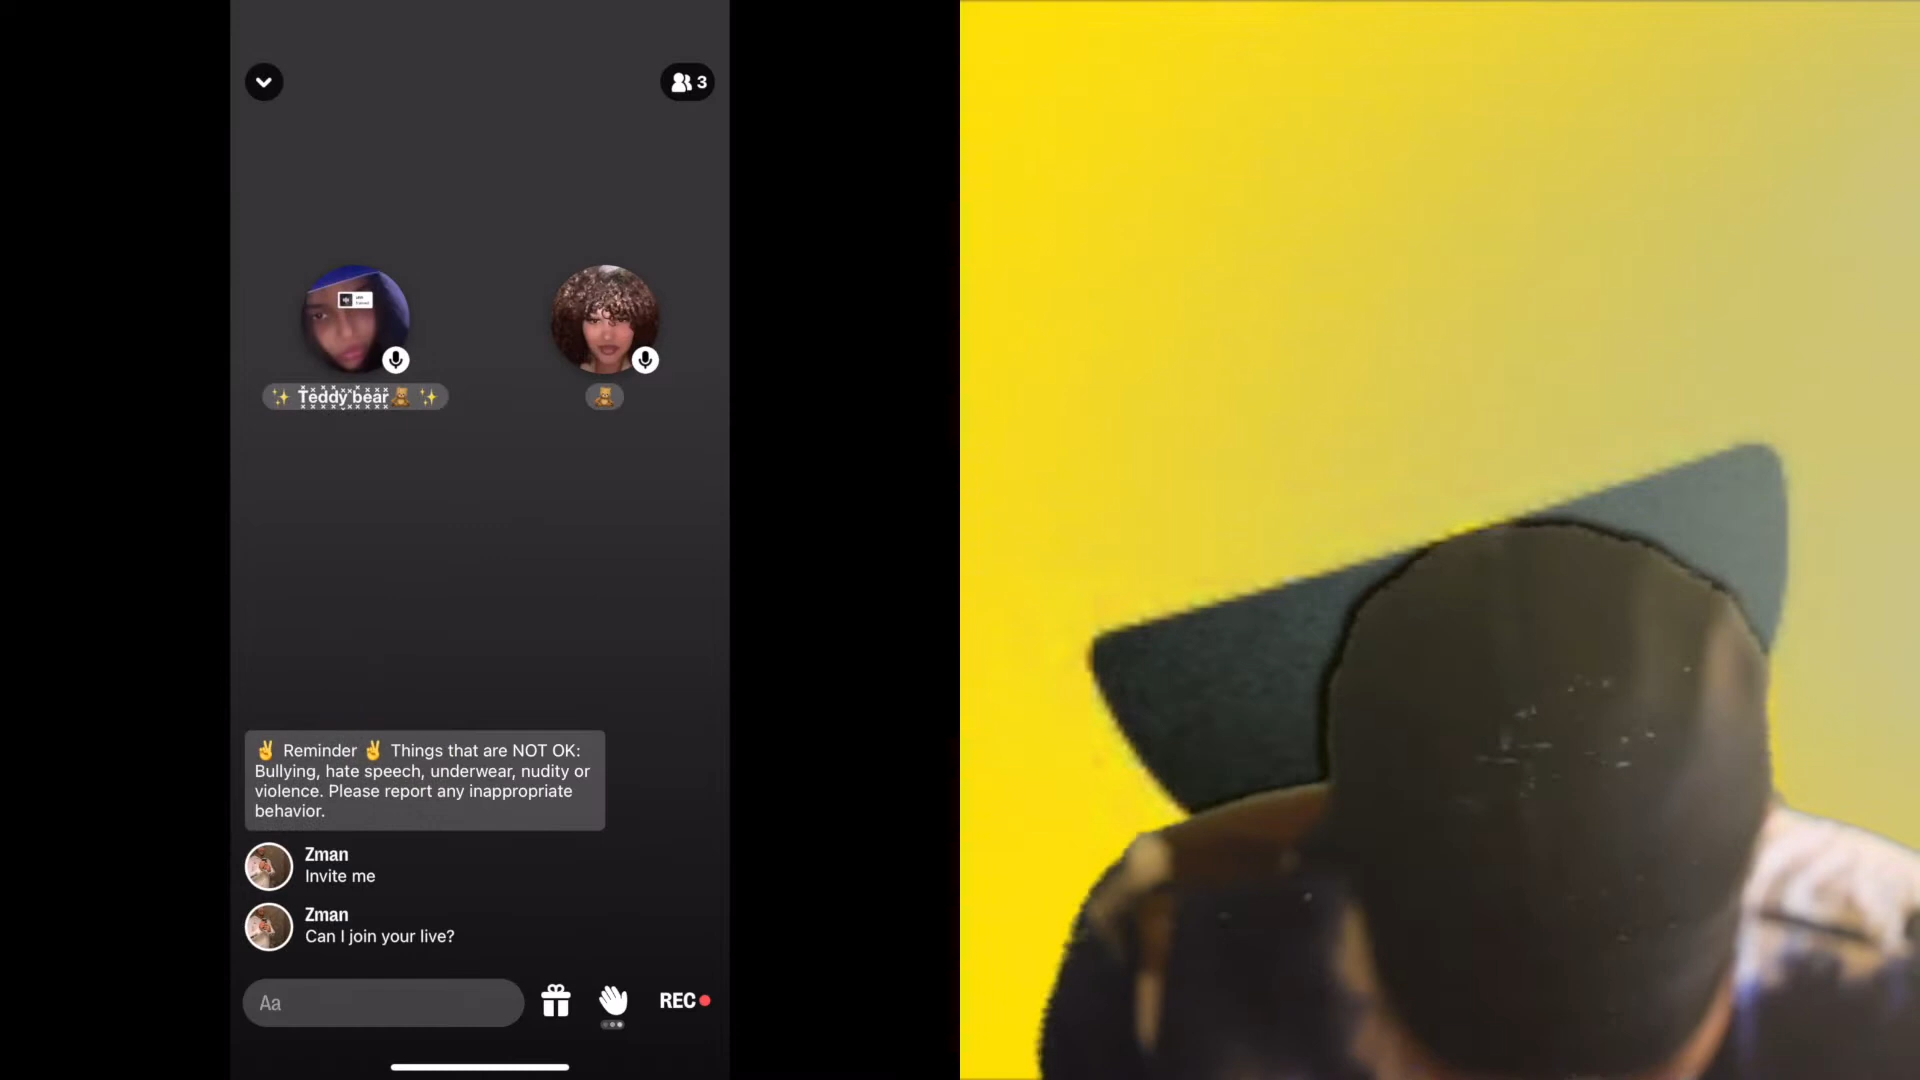 3
✨ Teddy bear🧸 ✨
🧸
✌️ Reminder ✌️ Things that are NOT OK:
Bullying, hate speech, underwear, nudity or
violence. Please report any inappropriate
behavior.
Zman
Invite me
Zman
Can I join your live?
Aa
REC